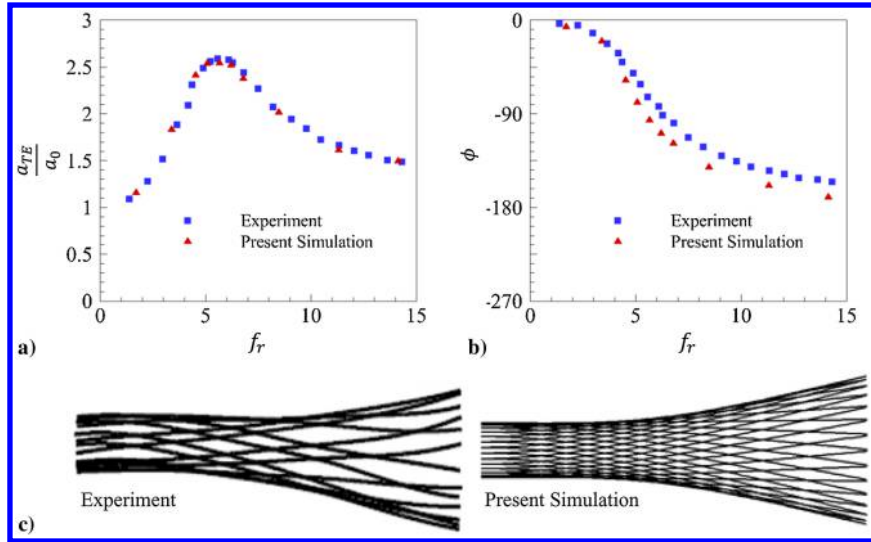 3
2.5
2
1.5
1
0.5
0
a_TE
a_0
0 5 10 15
f_r
Experiment
Present Simulation
a)
0
-90
-180
-270
ϕ
0 5 10 15
f_r
Experiment
Present Simulation
b)
Experiment
Present Simulation
c)